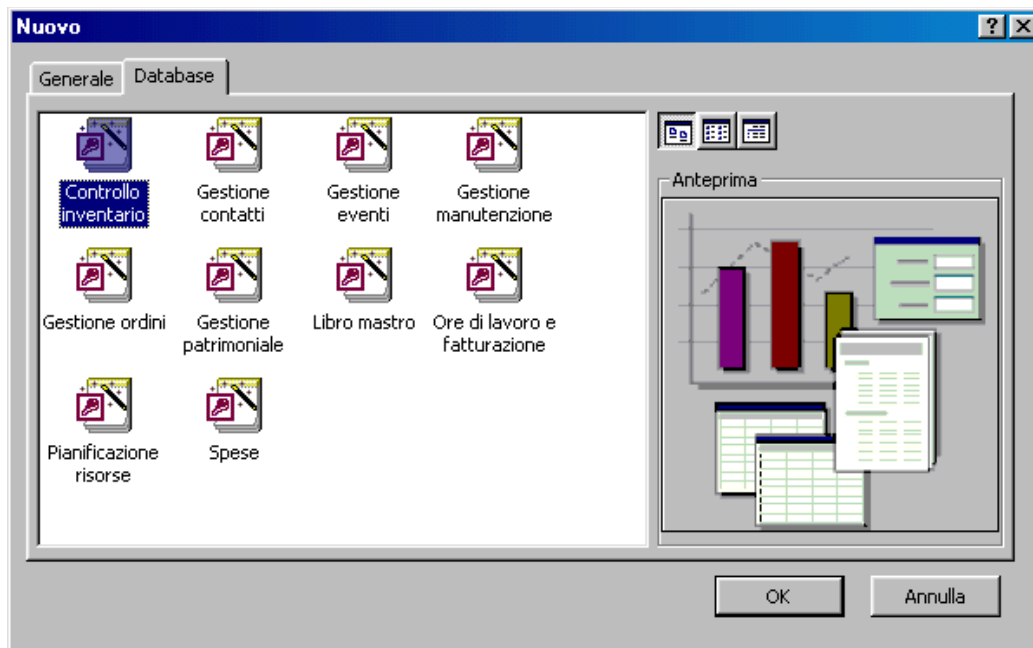 Nuovo
Generale
Database
Controllo
inventario
Gestione
contatti
Gestione
eventi
Gestione
manutenzione
Gestione ordini
Gestione
patrimoniale
Libro mastro
Ore di lavoro e
fatturazione
Pianificazione
risorse
Spese
Anteprima
OK
Annulla